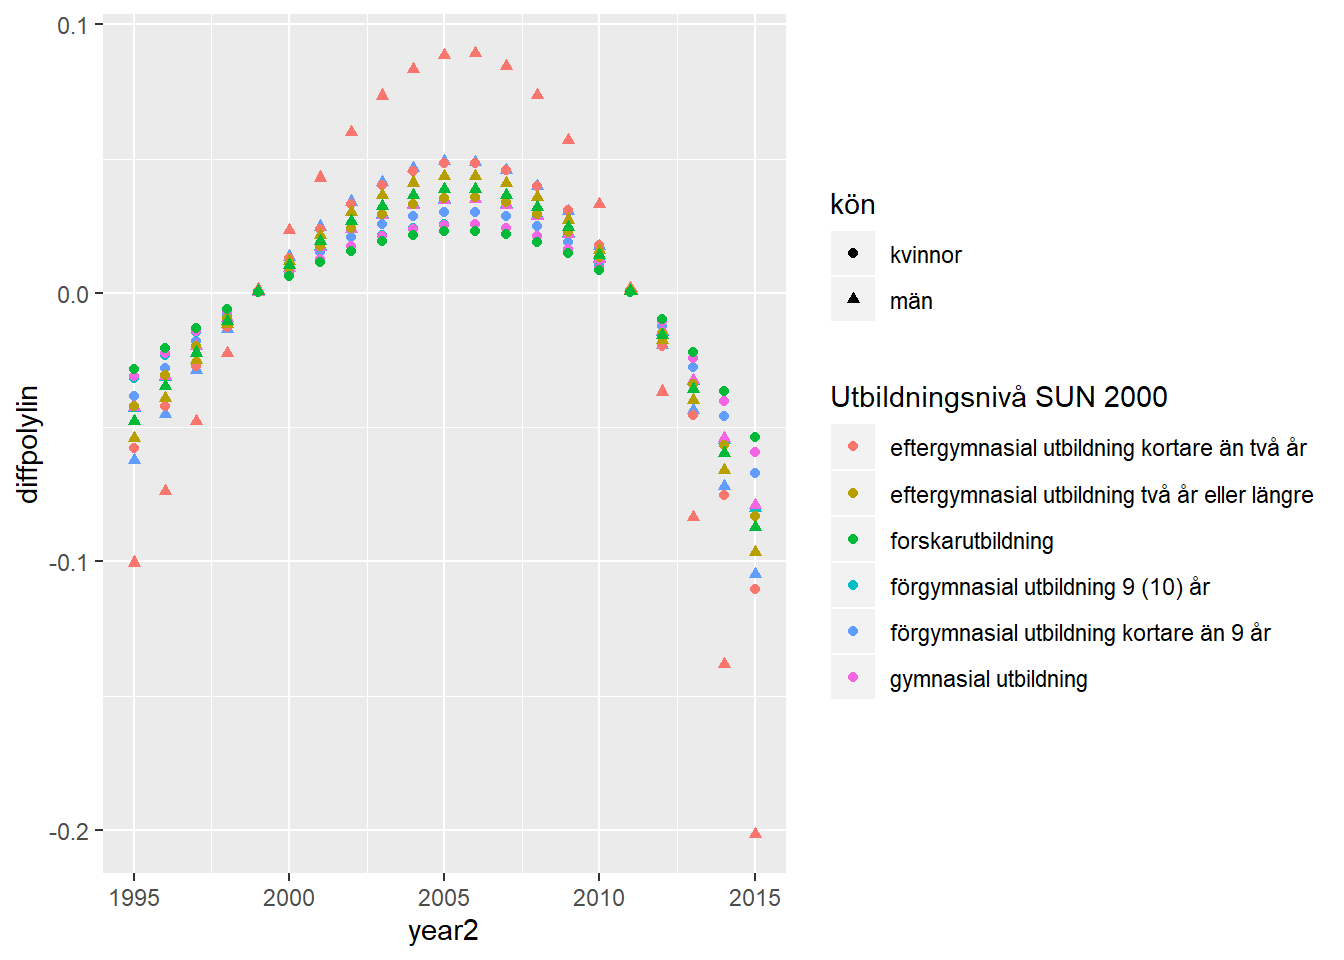 0.1
0.0
-0.1
-0.2
diffpolylin
1995
2000
2005
2010
2015
year2
kön
kvinnor
män
Utbildningsnivå SUN 2000
eftergymnasial utbildning kortare än två år
eftergymnasial utbildning två år eller längre
forskarutbildning
förgymnasial utbildning 9 (10) år
förgymnasial utbildning kortare än 9 år
gymnasial utbildning